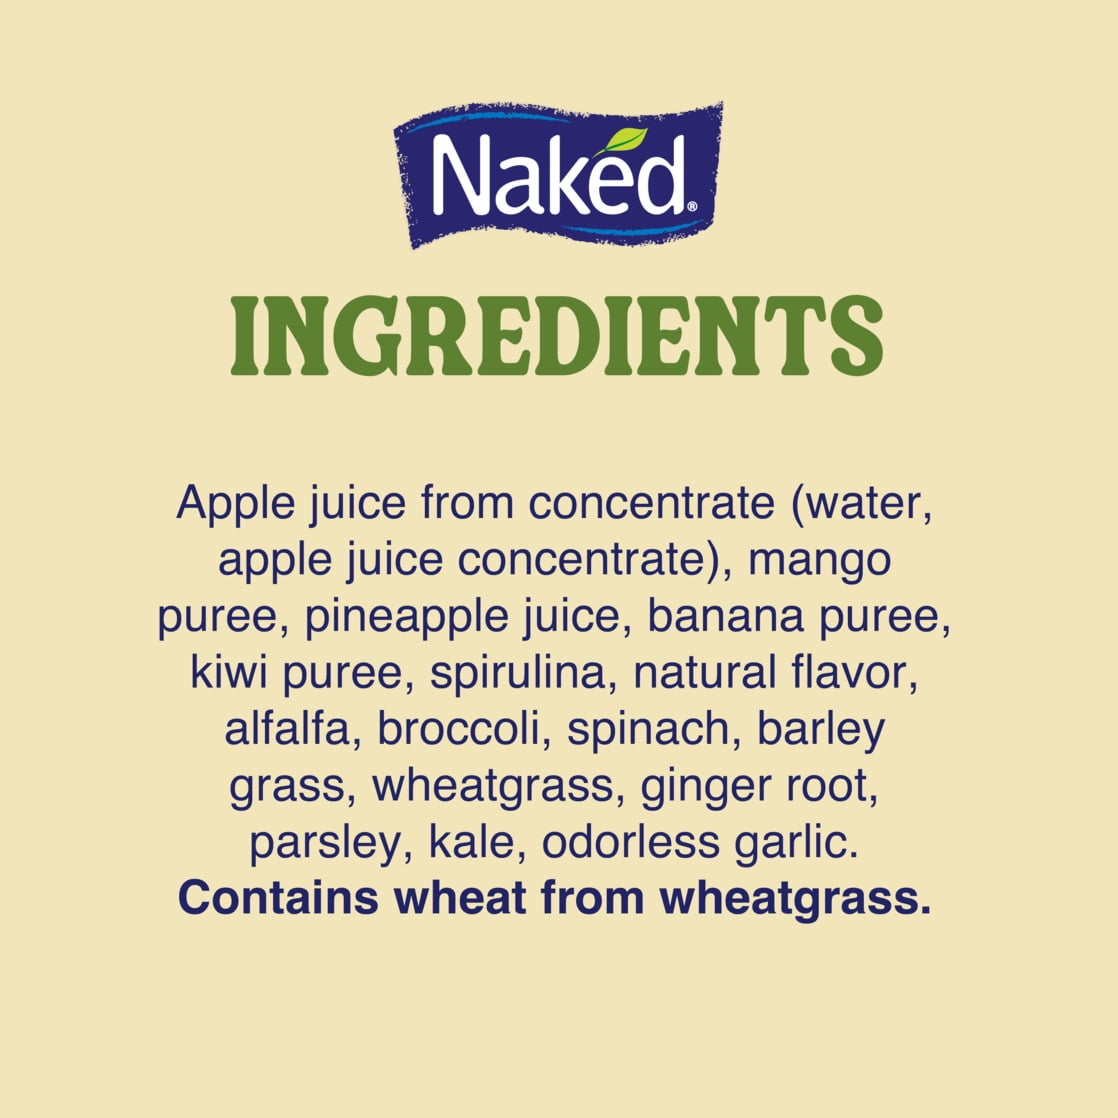 Naked®
INGREDIENTS
Apple juice from concentrate (water,
apple juice concentrate), mango
puree, pineapple juice, banana puree,
kiwi puree, spirulina, natural flavor,
alfalfa, broccoli, spinach, barley
grass, wheatgrass, ginger root,
parsley, kale, odorless garlic.
Contains wheat from wheatgrass.